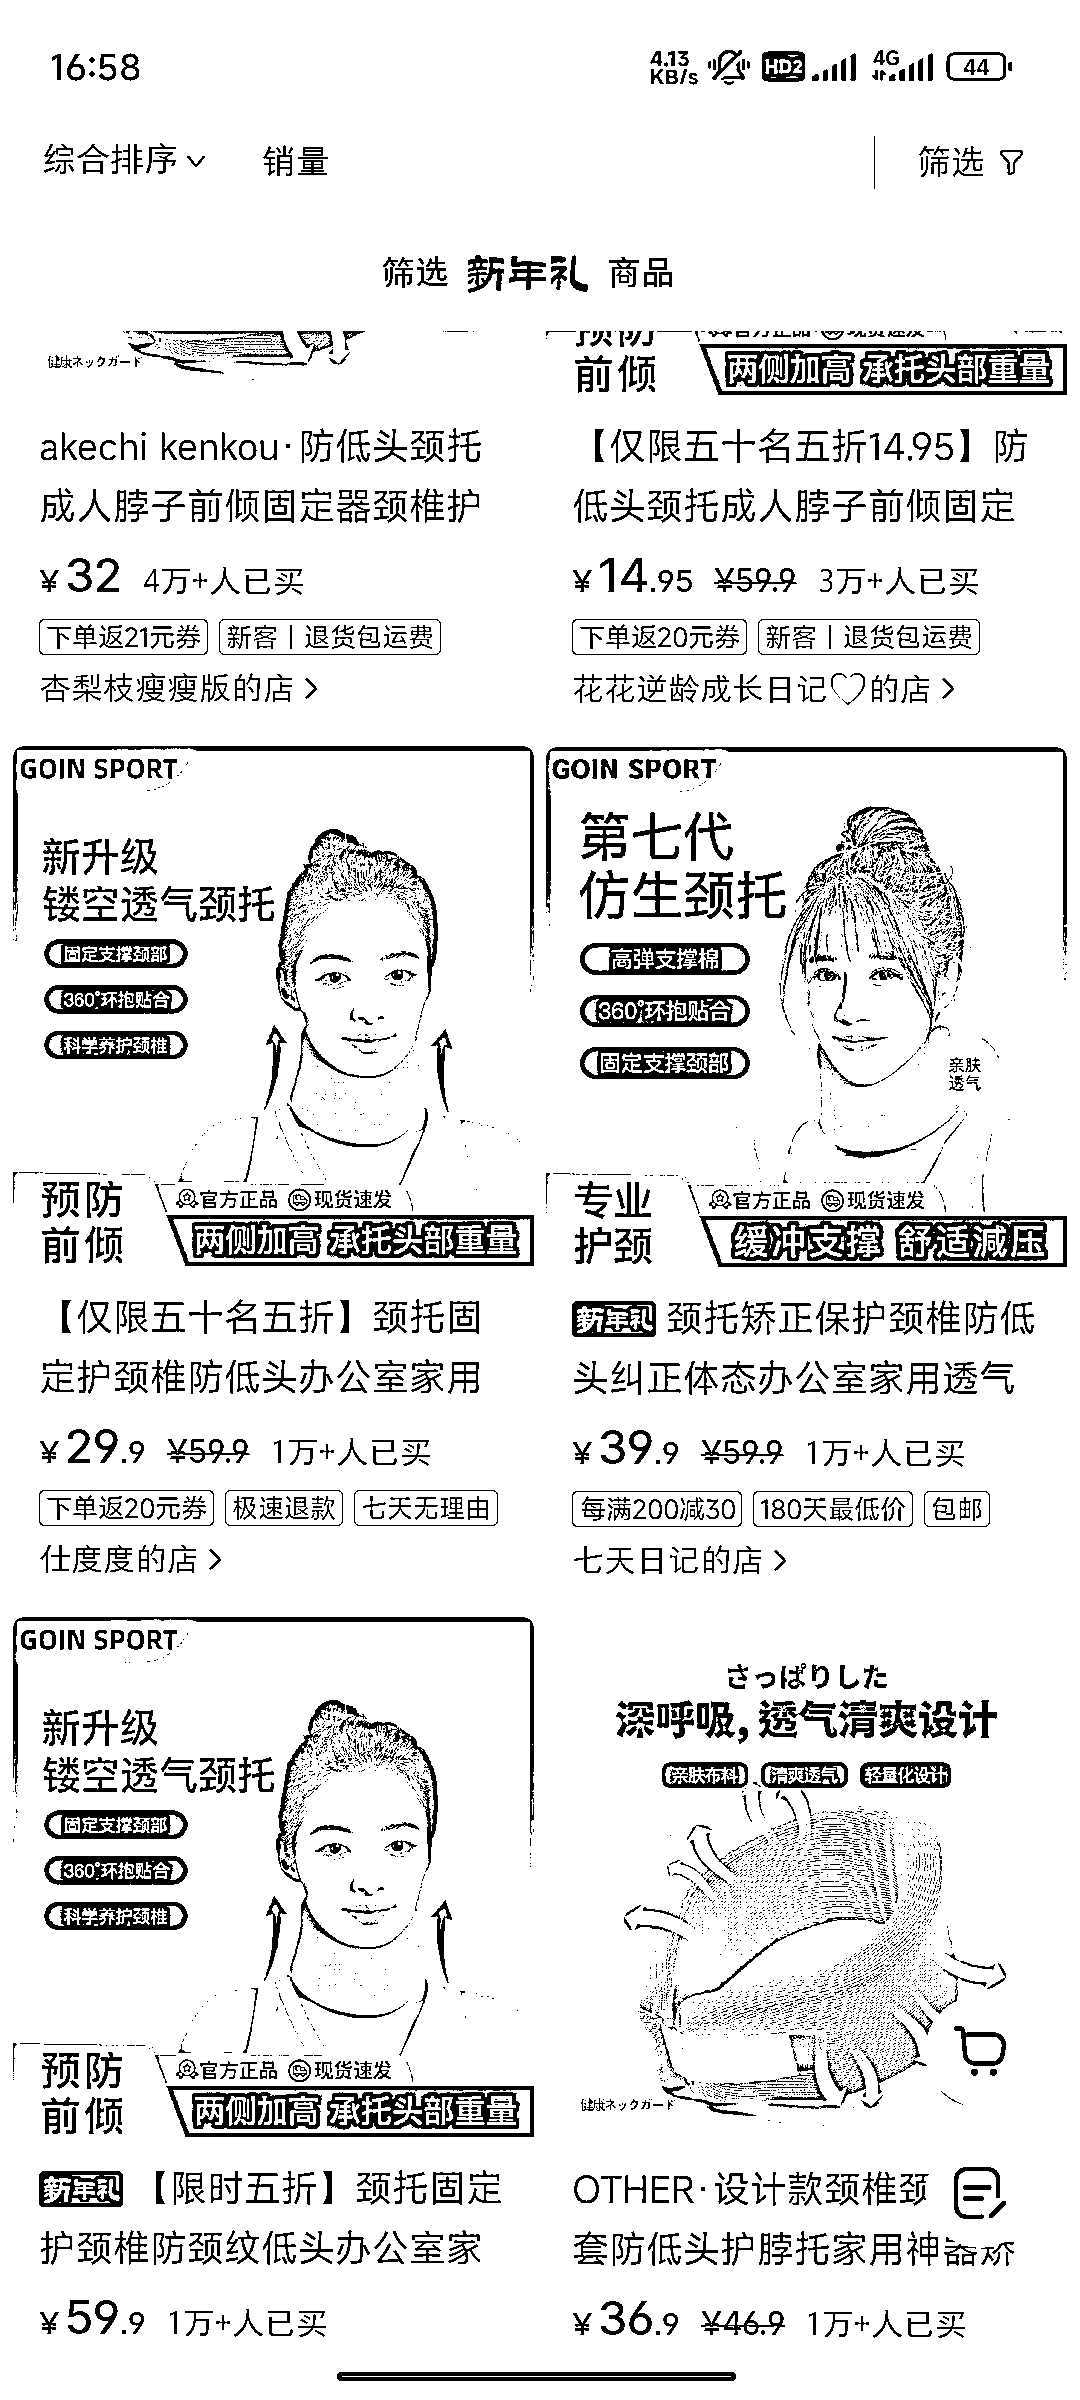 16:58
4.13 KB/s HD2 4G 44
综合排序 销量 筛选
筛选 新年礼 商品
健康ネックガード
预防
前倾
官方正品 现货速发
两侧加高 承托头部重量
akechi kenkou·防低头颈托
成人脖子前倾固定器颈椎护
¥32 4万+人已买
下单返21元券 新客丨退货包运费
杏梨枝瘦瘦版的店
【仅限五十名五折14.95】防
低头颈托成人脖子前倾固定
¥14.95 ¥59.9 3万+人已买
下单返20元券 新客丨退货包运费
花花逆龄成长日记♡的店
GOIN SPORT
新升级
镂空透气颈托
固定支撑颈部
360°环抱贴合
科学养护颈椎
预防
前倾
官方正品 现货速发
两侧加高 承托头部重量
【仅限五十名五折】颈托固
定护颈椎防低头办公室家用
¥29.9 ¥59.9 1万+人已买
下单返20元券 极速退款 七天无理由
仕度度的店
GOIN SPORT
第七代
仿生颈托
高弹支撑棉
360°环抱贴合
固定支撑颈部
亲肤
透气
专业
护颈
官方正品 现货速发
缓冲支撑 舒适减压
新年礼 颈托矫正保护颈椎防低
头纠正体态办公室家用透气
¥39.9 ¥59.9 1万+人已买
每满200减30 180天最低价 包邮
七天日记的店
GOIN SPORT
新升级
镂空透气颈托
固定支撑颈部
360°环抱贴合
科学养护颈椎
预防
前倾
官方正品 现货速发
两侧加高 承托头部重量
新年礼 【限时五折】颈托固定
护颈椎防颈纹低头办公室家
¥59.9 1万+人已买
さっぱりした
深呼吸，透气清爽设计
亲肤布料 清爽透气 轻量化设计
健康ネックガード
OTHER·设计款颈椎颈
套防低头护脖托家用神器矫
¥36.9 ¥46.9 1万+人已买